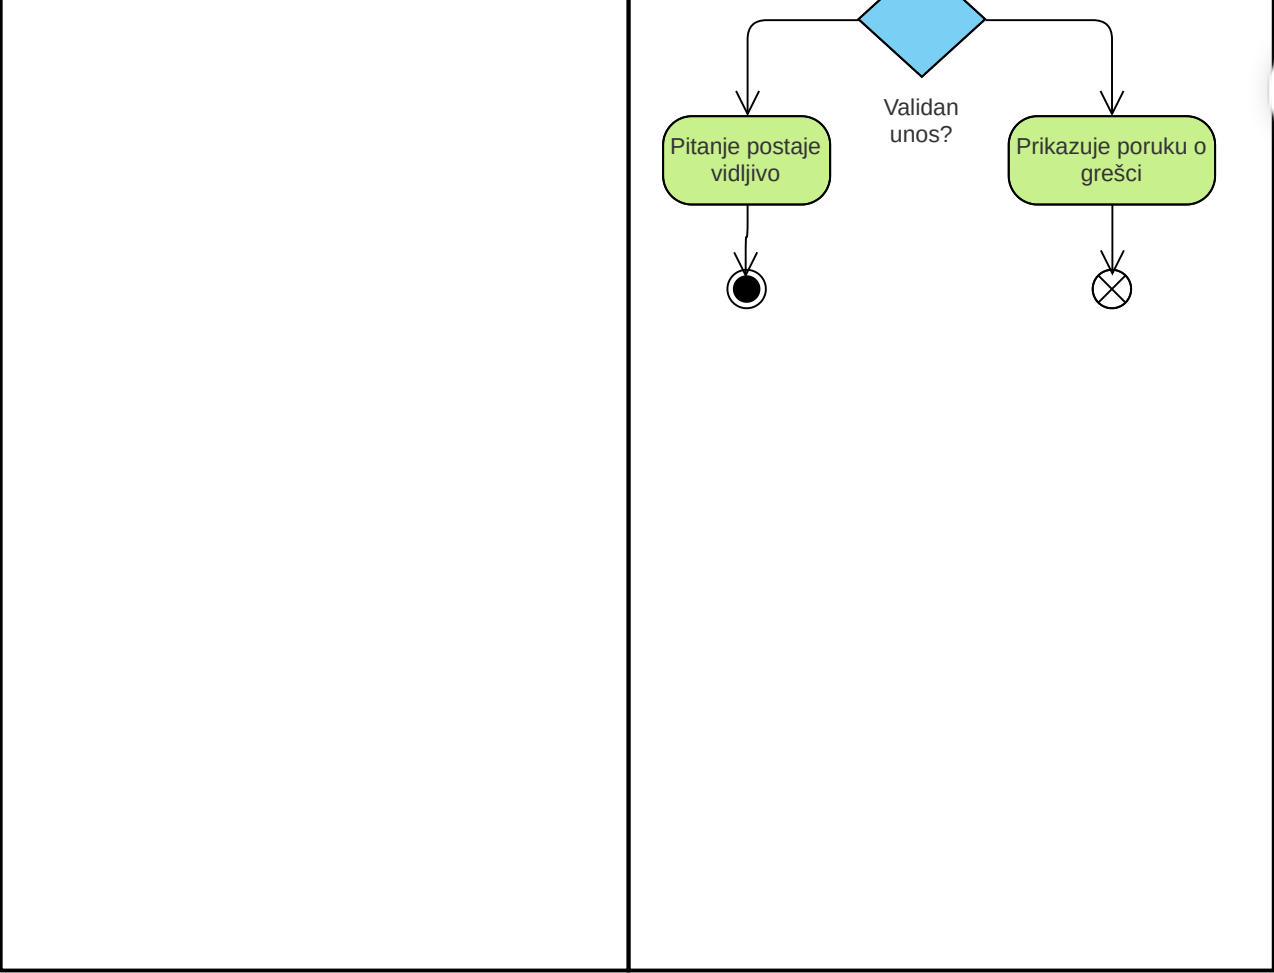 Validan
unos?
Pitanje postaje
vidljivo
Prikazuje poruku o
grešci